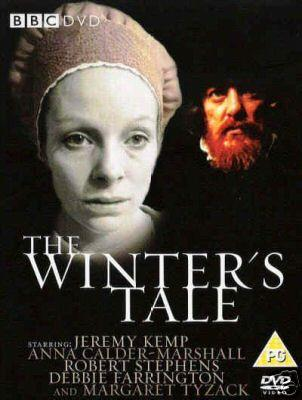 BBC DVD
THE
WINTER'S
TALE
STARRING: JEREMY KEMP
ANNA CALDER-MARSHALL
ROBERT STEPHENS
DEBBIE FARRINGTON
AND MARGARET TYZACK
PG
DVD
VIDEO